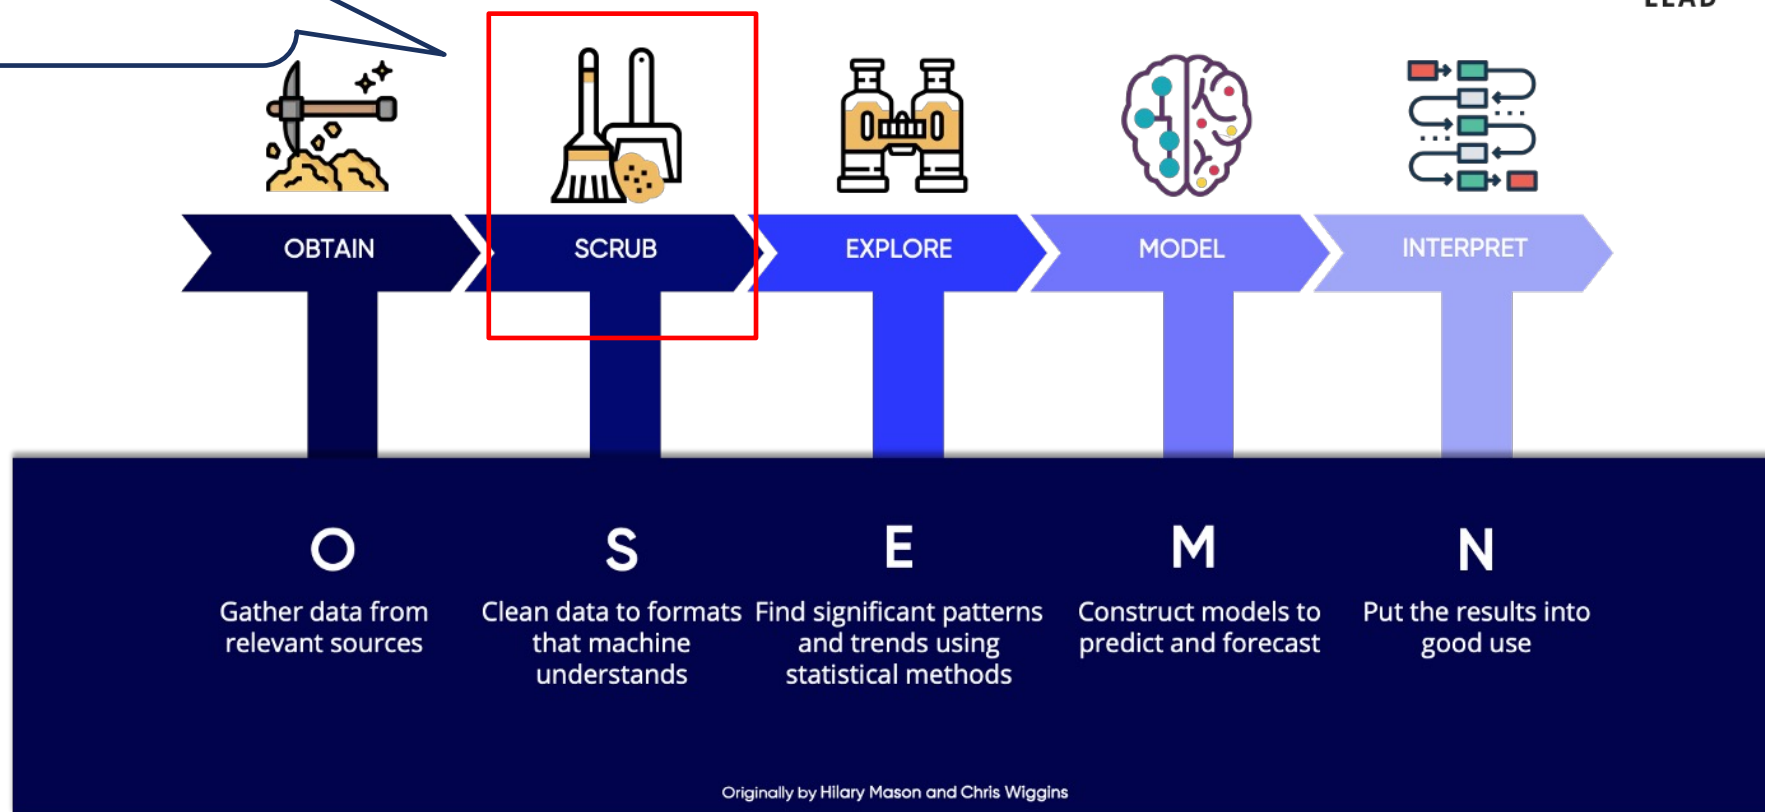 OBTAIN
SCRUB
EXPLORE
MODEL
INTERPRET
O
Gather data from
relevant sources
S
Clean data to formats
that machine
understands
E
Find significant patterns
and trends using
statistical methods
M
Construct models to
predict and forecast
N
Put the results into
good use
Originally by Hilary Mason and Chris Wiggins